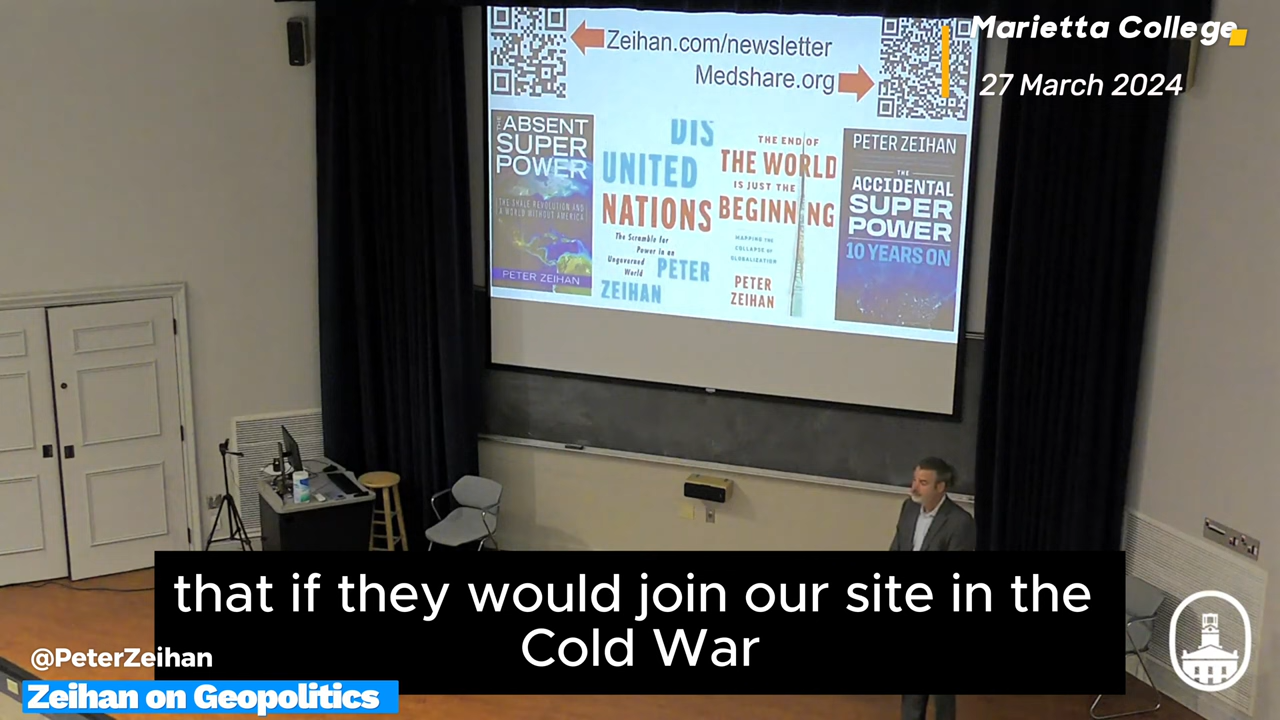 Zeihan.com/newsletter
Medshare.org
Marietta College
27 March 2024
THE
ABSENT
SUPER
POWER
THE SHALE REVOLUTION AND
A WORLD WITHOUT AMERICA
PETER ZEIHAN
DIS
UNITED
NATIONS
The Scramble for
Power in an
Ungoverned
World
PETER
ZEIHAN
THE END OF
THE WORLD
IS JUST THE
BEGINNING
MAPPING THE
COLLAPSE OF
GLOBALIZATION
PETER
ZEIHAN
PETER ZEIHAN
THE
ACCIDENTAL
SUPER
POWER
10 YEARS ON
that if they would join our site in the
Cold War
@PeterZeihan
Zeihan on Geopolitics